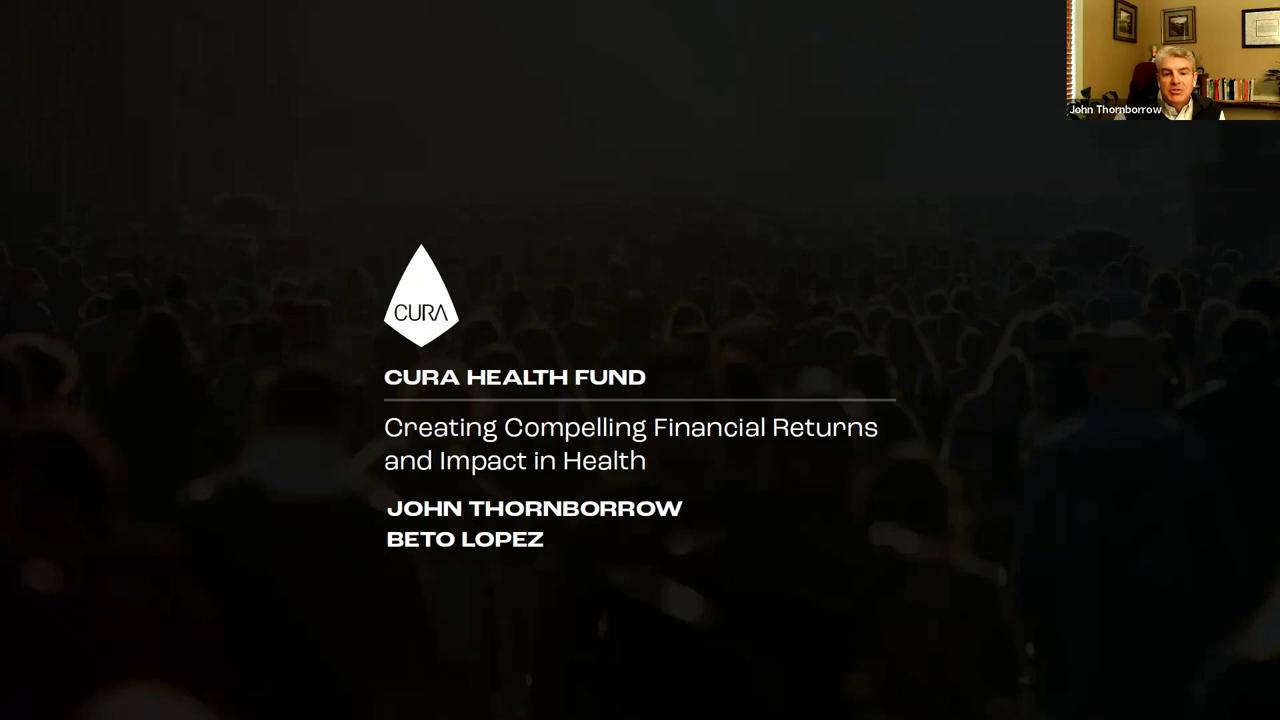 John Thornborrow
CURA
CURA HEALTH FUND
Creating Compelling Financial Returns
and Impact in Health
JOHN THORNBORROW
BETO LOPEZ